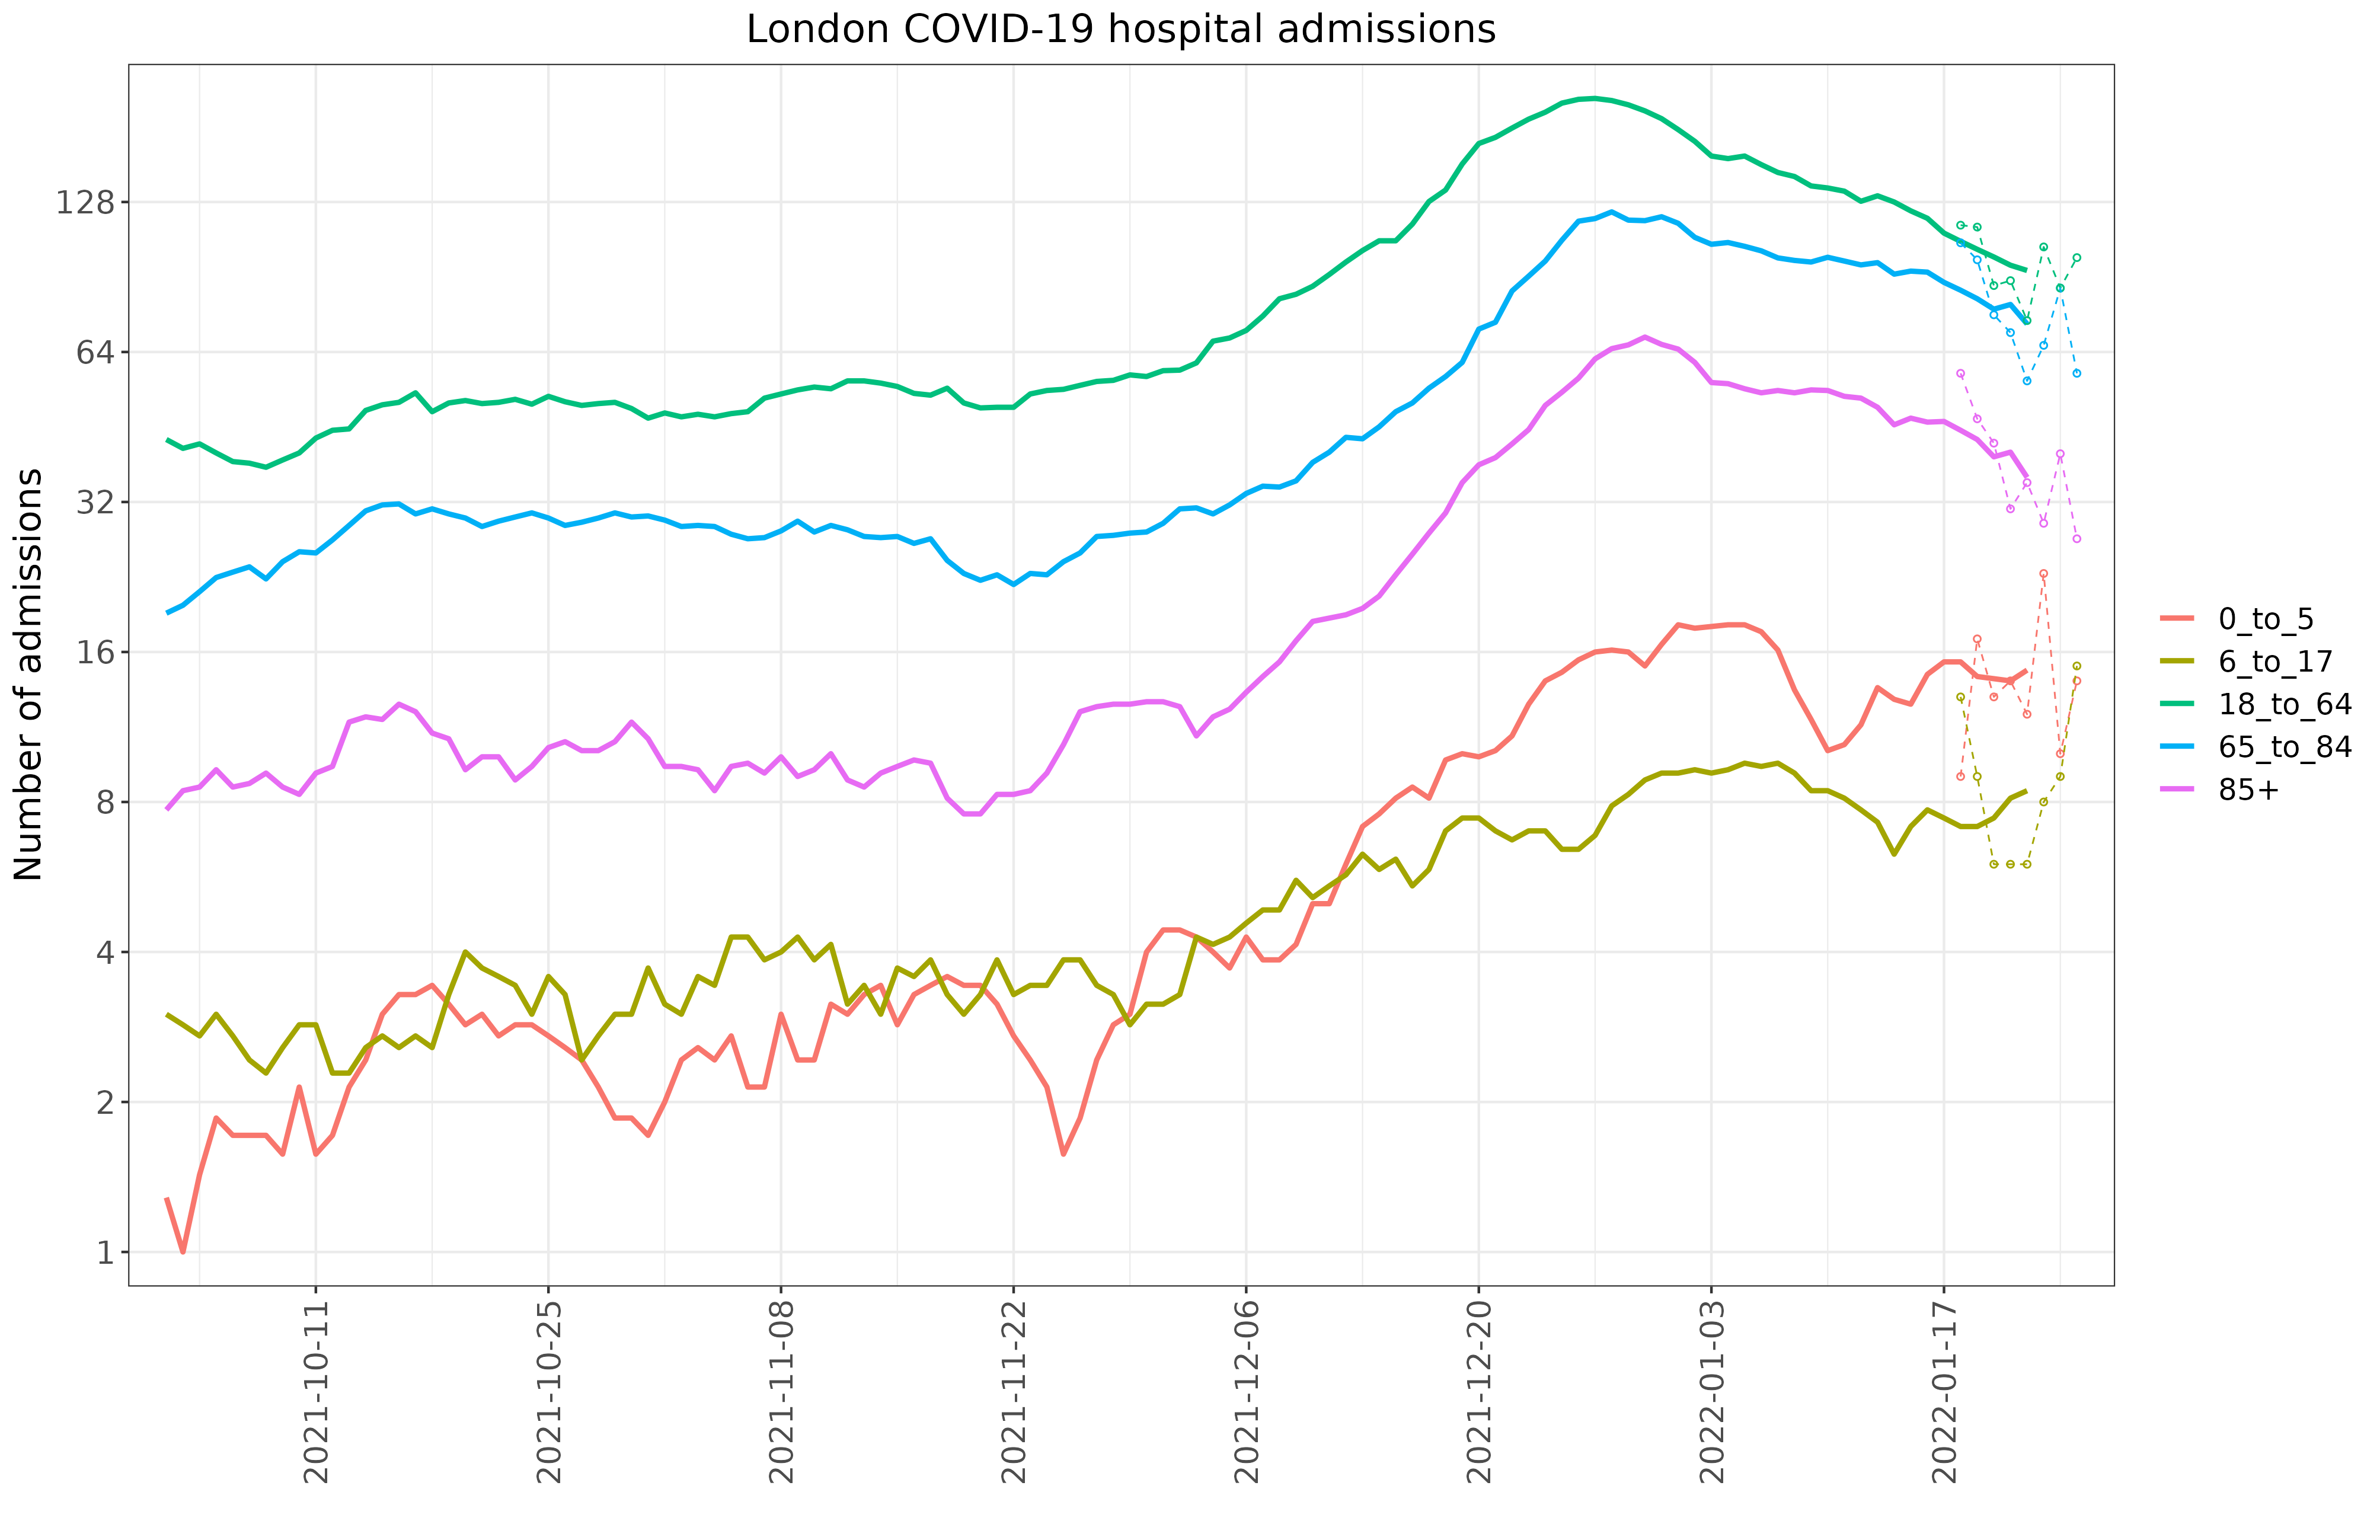 London COVID-19 hospital admissions
Number of admissions
128
64
32
16
8
4
2
1
2021-10-11
2021-10-25
2021-11-08
2021-11-22
2021-12-06
2021-12-20
2022-01-03
2022-01-17
0_to_5
6_to_17
18_to_64
65_to_84
85+